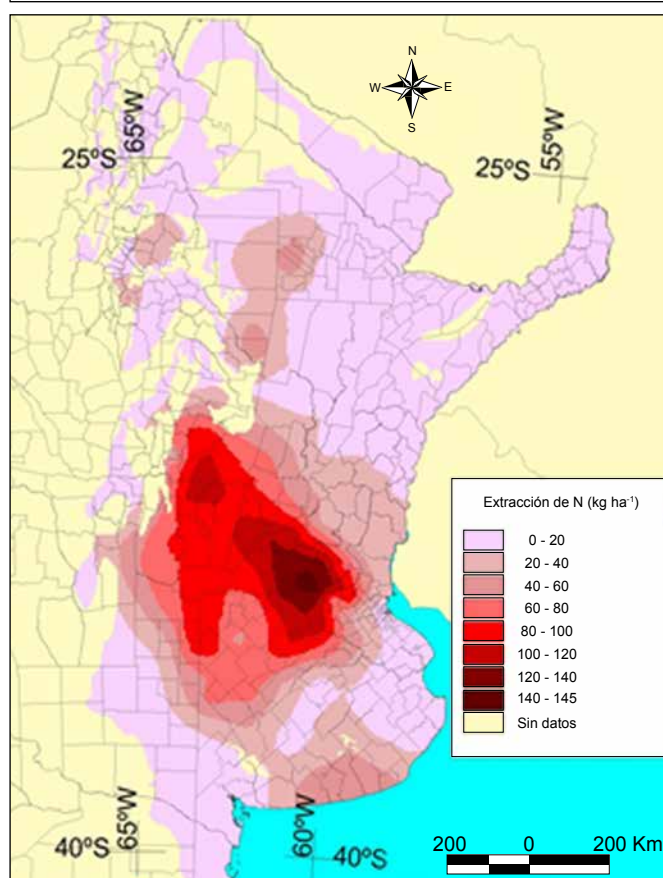 N
W E
S
65ºW
55ºW
25ºS
25ºS
Extracción de N (kg ha⁻¹)
0 - 20
20 - 40
40 - 60
60 - 80
80 - 100
100 - 120
120 - 140
140 - 145
Sin datos
65ºW
60ºW
40ºS
40ºS
200 0 200 Km